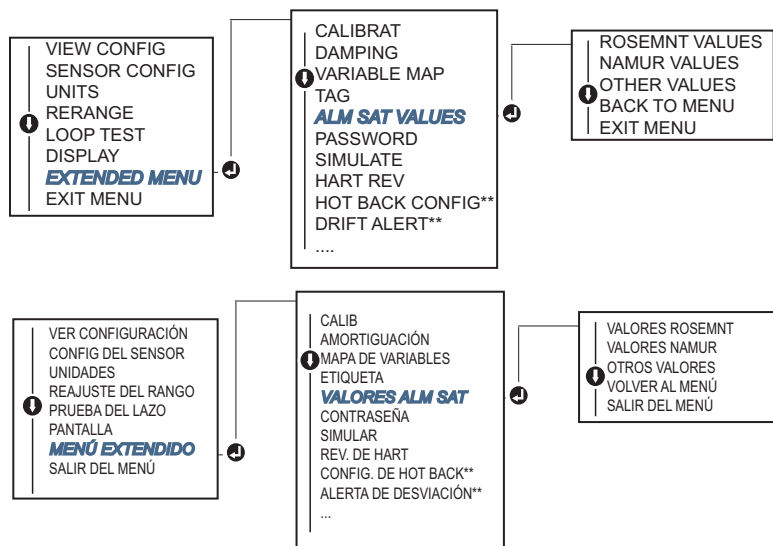 VIEW CONFIG
SENSOR CONFIG
UNITS
RERANGE
LOOP TEST
DISPLAY
EXTENDED MENU
EXIT MENU
CALIBRAT
DAMPING
VARIABLE MAP
TAG
ALM SAT VALUES
PASSWORD
SIMULATE
HART REV
HOT BACK CONFIG**
DRIFT ALERT**
....
ROSEMNT VALUES
NAMUR VALUES
OTHER VALUES
BACK TO MENU
EXIT MENU
VER CONFIGURACIÓN
CONFIG DEL SENSOR
UNIDADES
REAJUSTE DEL RANGO
PRUEBA DEL LAZO
PANTALLA
MENÚ EXTENDIDO
SALIR DEL MENÚ
CALIB
AMORTIGUACIÓN
MAPA DE VARIABLES
ETIQUETA
VALORES ALM SAT
CONTRASEÑA
SIMULAR
REV. DE HART
CONFIG. DE HOT BACK**
ALERTA DE DESVIACIÓN**
...
VALORES ROSEMNT
VALORES NAMUR
OTROS VALORES
VOLVER AL MENÚ
SALIR DEL MENÚ